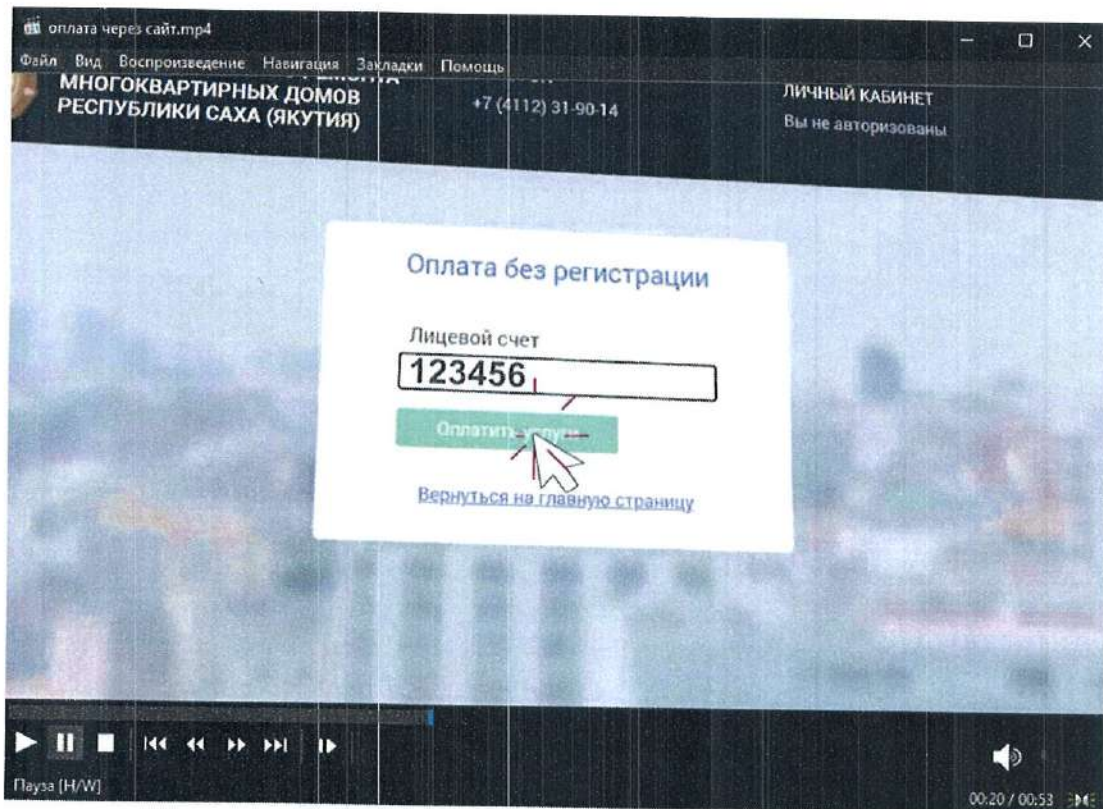 оплата через сайт.mp4
Файл Вид Воспроизведение Навигация Закладки Помощь
МНОГОКВАРТИРНЫХ ДОМОВ
РЕСПУБЛИКИ САХА (ЯКУТИЯ)
+7 (4112) 31-90-14
ЛИЧНЫЙ КАБИНЕТ
Вы не авторизованы
Оплата без регистрации
Лицевой счет
123456
Оплатить услуги
Вернуться на главную страницу
Пауза [H/W]
00:20 / 00:53